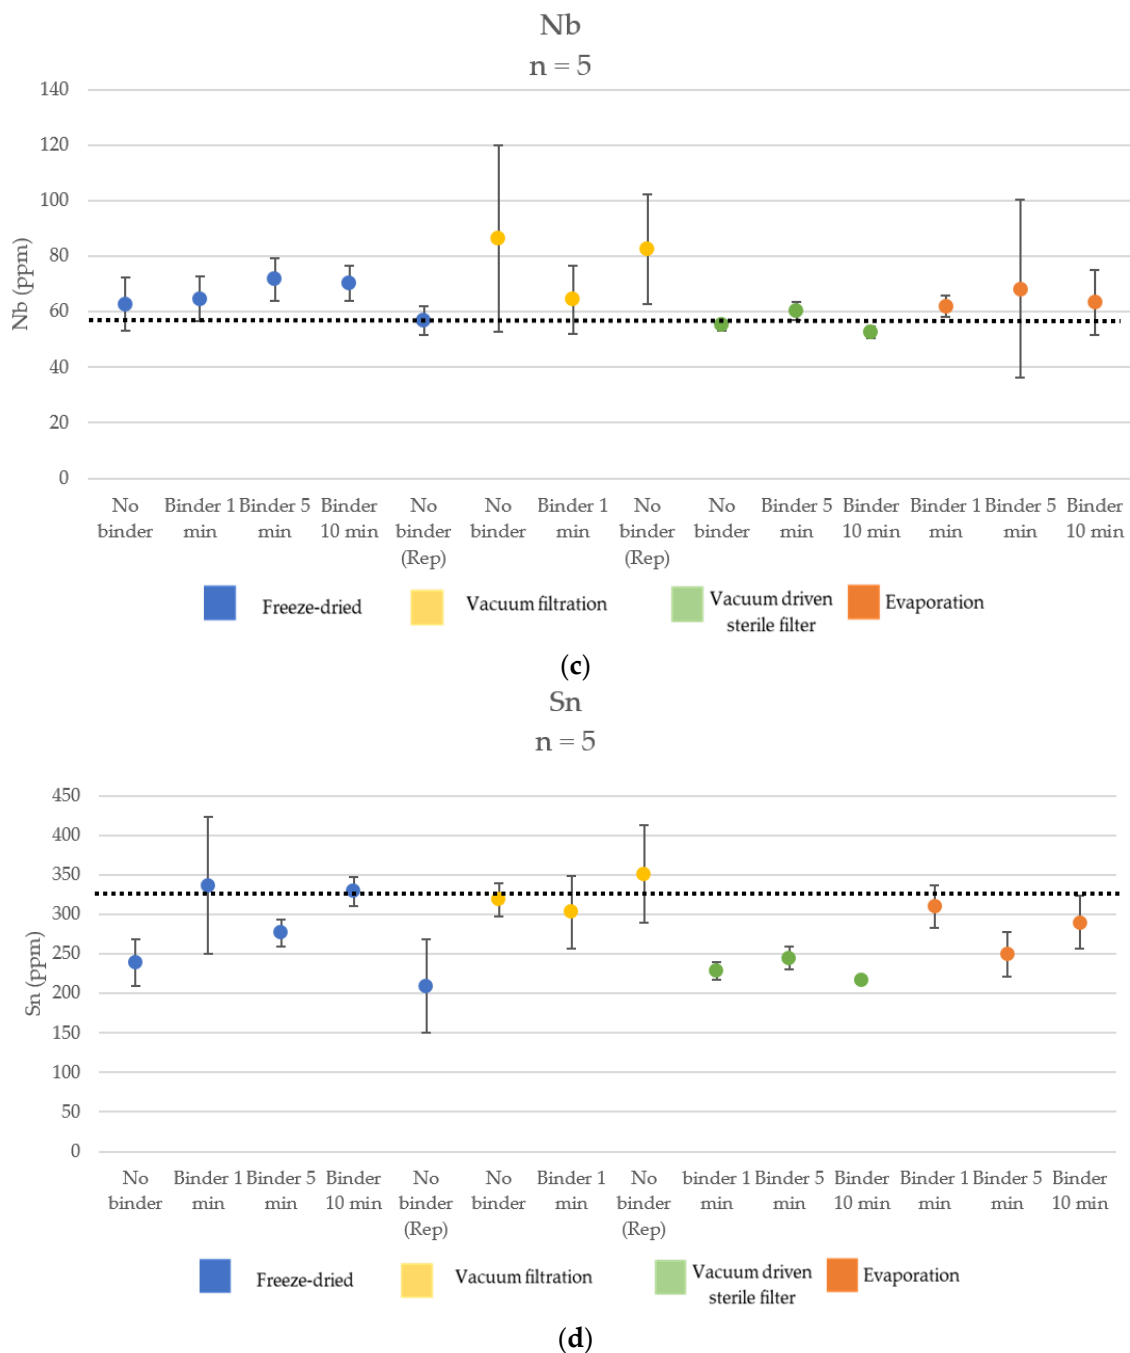 Nb
n = 5
140
120
100
80
60
40
20
0
Nb (ppm)
No Binder 1 Binder 5 Binder No No Binder 1 No No Binder 5 Binder Binder 1 Binder 5 Binder
binder min min 10 min binder binder min binder binder min 10 min min min 10 min
(Rep) (Rep)
Freeze-dried Vacuum filtration Vacuum driven Evaporation
sterile filter
(c)
Sn
n = 5
450
400
350
300
250
200
150
100
50
0
Sn (ppm)
No Binder 1 Binder 5 Binder No No Binder 1 No binder 1 Binder 5 Binder Binder 1 Binder 5 Binder
binder min min 10 min binder binder min binder min min 10 min min min 10 min
(Rep) (Rep)
Freeze-dried Vacuum filtration Vacuum driven Evaporation
sterile filter
(d)